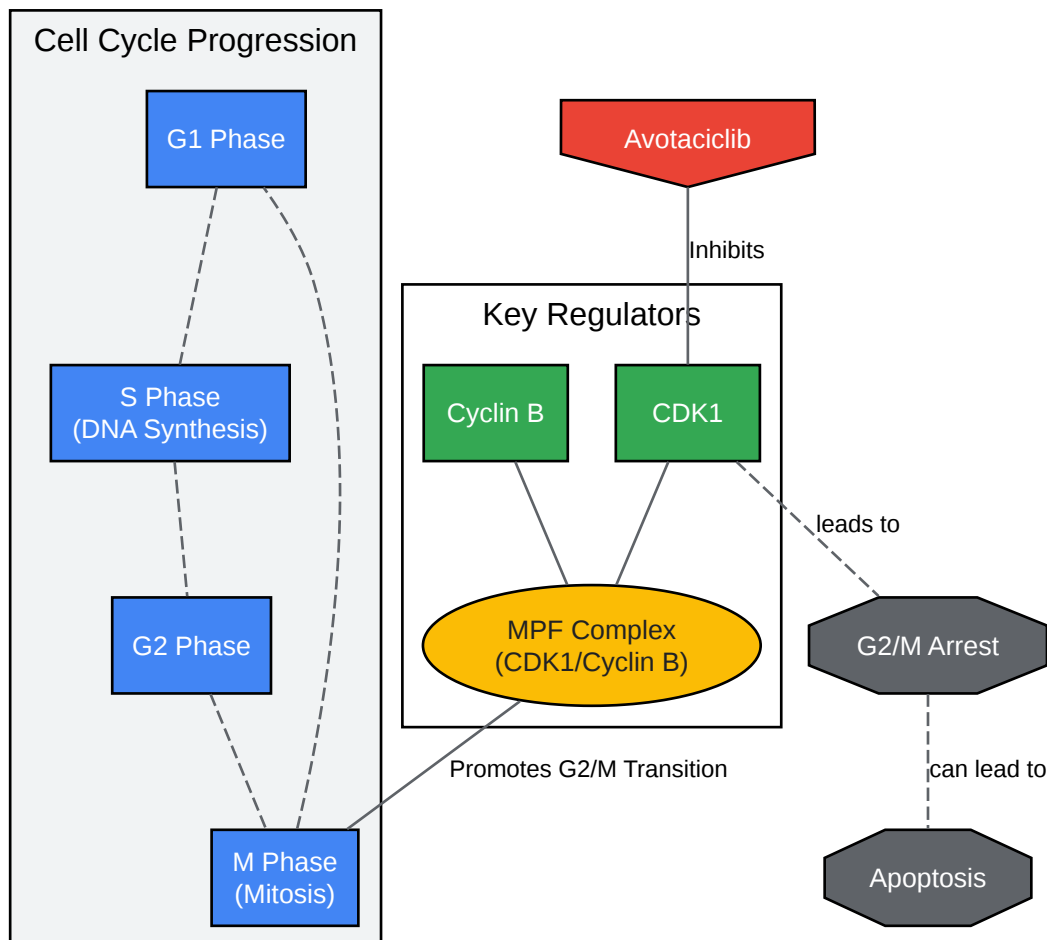 Cell Cycle Progression
G1 Phase
Avotaciclib
Inhibits
Key Regulators
S Phase
(DNA Synthesis)
Cyclin B
CDK1
leads to
G2 Phase
MPF Complex
(CDK1/Cyclin B)
G2/M Arrest
Promotes G2/M Transition
can lead to
M Phase
(Mitosis)
Apoptosis